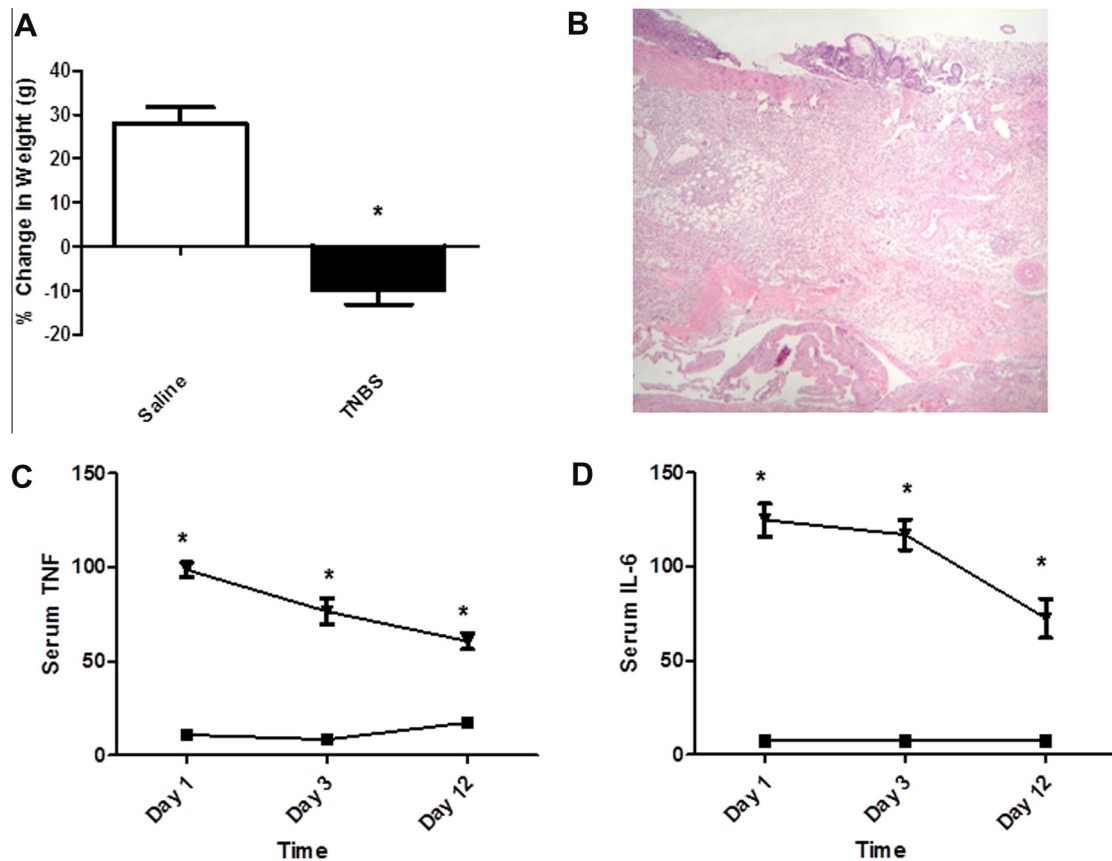 A
% Change In Weight (g)
40
30
20
10
0
-10
-20
*
Saline
TNBS
B
C
Serum TNF
150
100
50
0
*
*
*
Day 1
Day 3
Day 12
Time
D
Serum IL-6
150
100
50
0
*
*
*
Day 1
Day 3
Day 12
Time